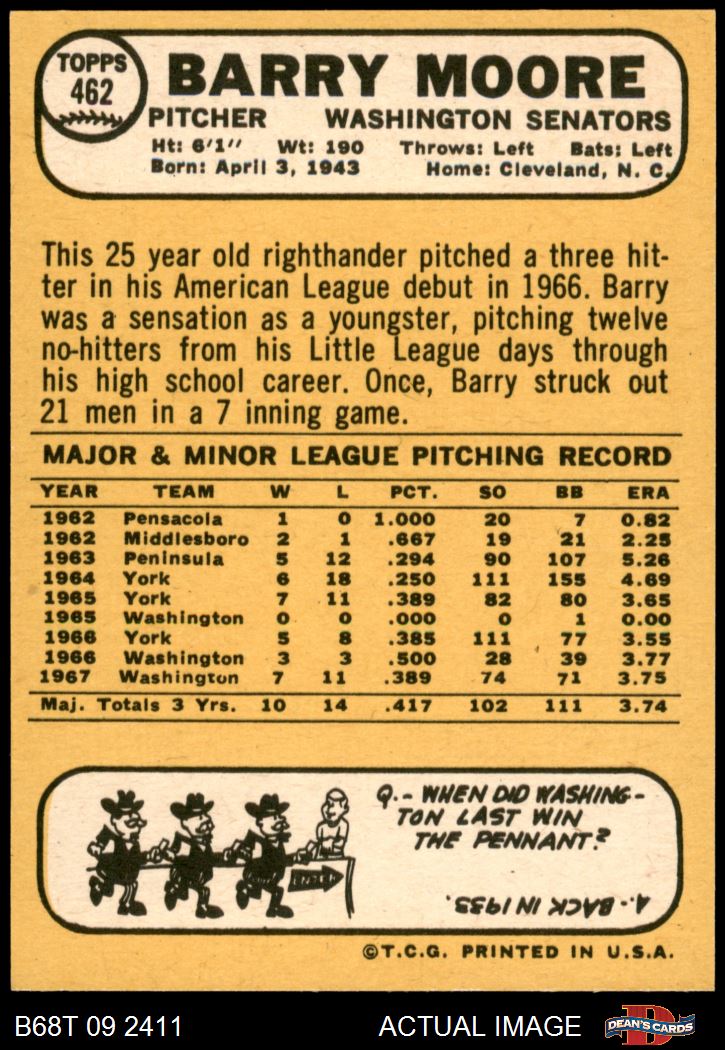 TOPPS
462
BARRY MOORE
PITCHER WASHINGTON SENATORS
Ht: 6'1" Wt: 190 Throws: Left Bats: Left
Born: April 3, 1943 Home: Cleveland, N. C.
This 25 year old righthander pitched a three hit-
ter in his American League debut in 1966. Barry
was a sensation as a youngster, pitching twelve
no-hitters from his Little League days through
his high school career. Once, Barry struck out
21 men in a 7 inning game.
MAJOR & MINOR LEAGUE PITCHING RECORD
YEAR TEAM W L PCT. SO BB ERA
1962 Pensacola 1 0 1.000 20 7 0.82
1962 Middlesboro 2 1 .667 19 21 2.25
1963 Peninsula 5 12 .294 90 107 5.26
1964 York 6 18 .250 111 155 4.69
1965 York 7 11 .389 82 80 3.65
1965 Washington 0 0 .000 0 1 0.00
1966 York 5 8 .385 111 77 3.55
1966 Washington 3 3 .500 28 39 3.77
1967 Washington 7 11 .389 74 71 3.75
Maj. Totals 3 Yrs. 10 14 .417 102 111 3.74
Q.- WHEN DID WASHING-
TON LAST WIN
THE PENNANT?
A.- BACK IN 1933.
©T.C.G. PRINTED IN U.S.A.
B68T 09 2411 ACTUAL IMAGE
D
DEAN'S CARDS